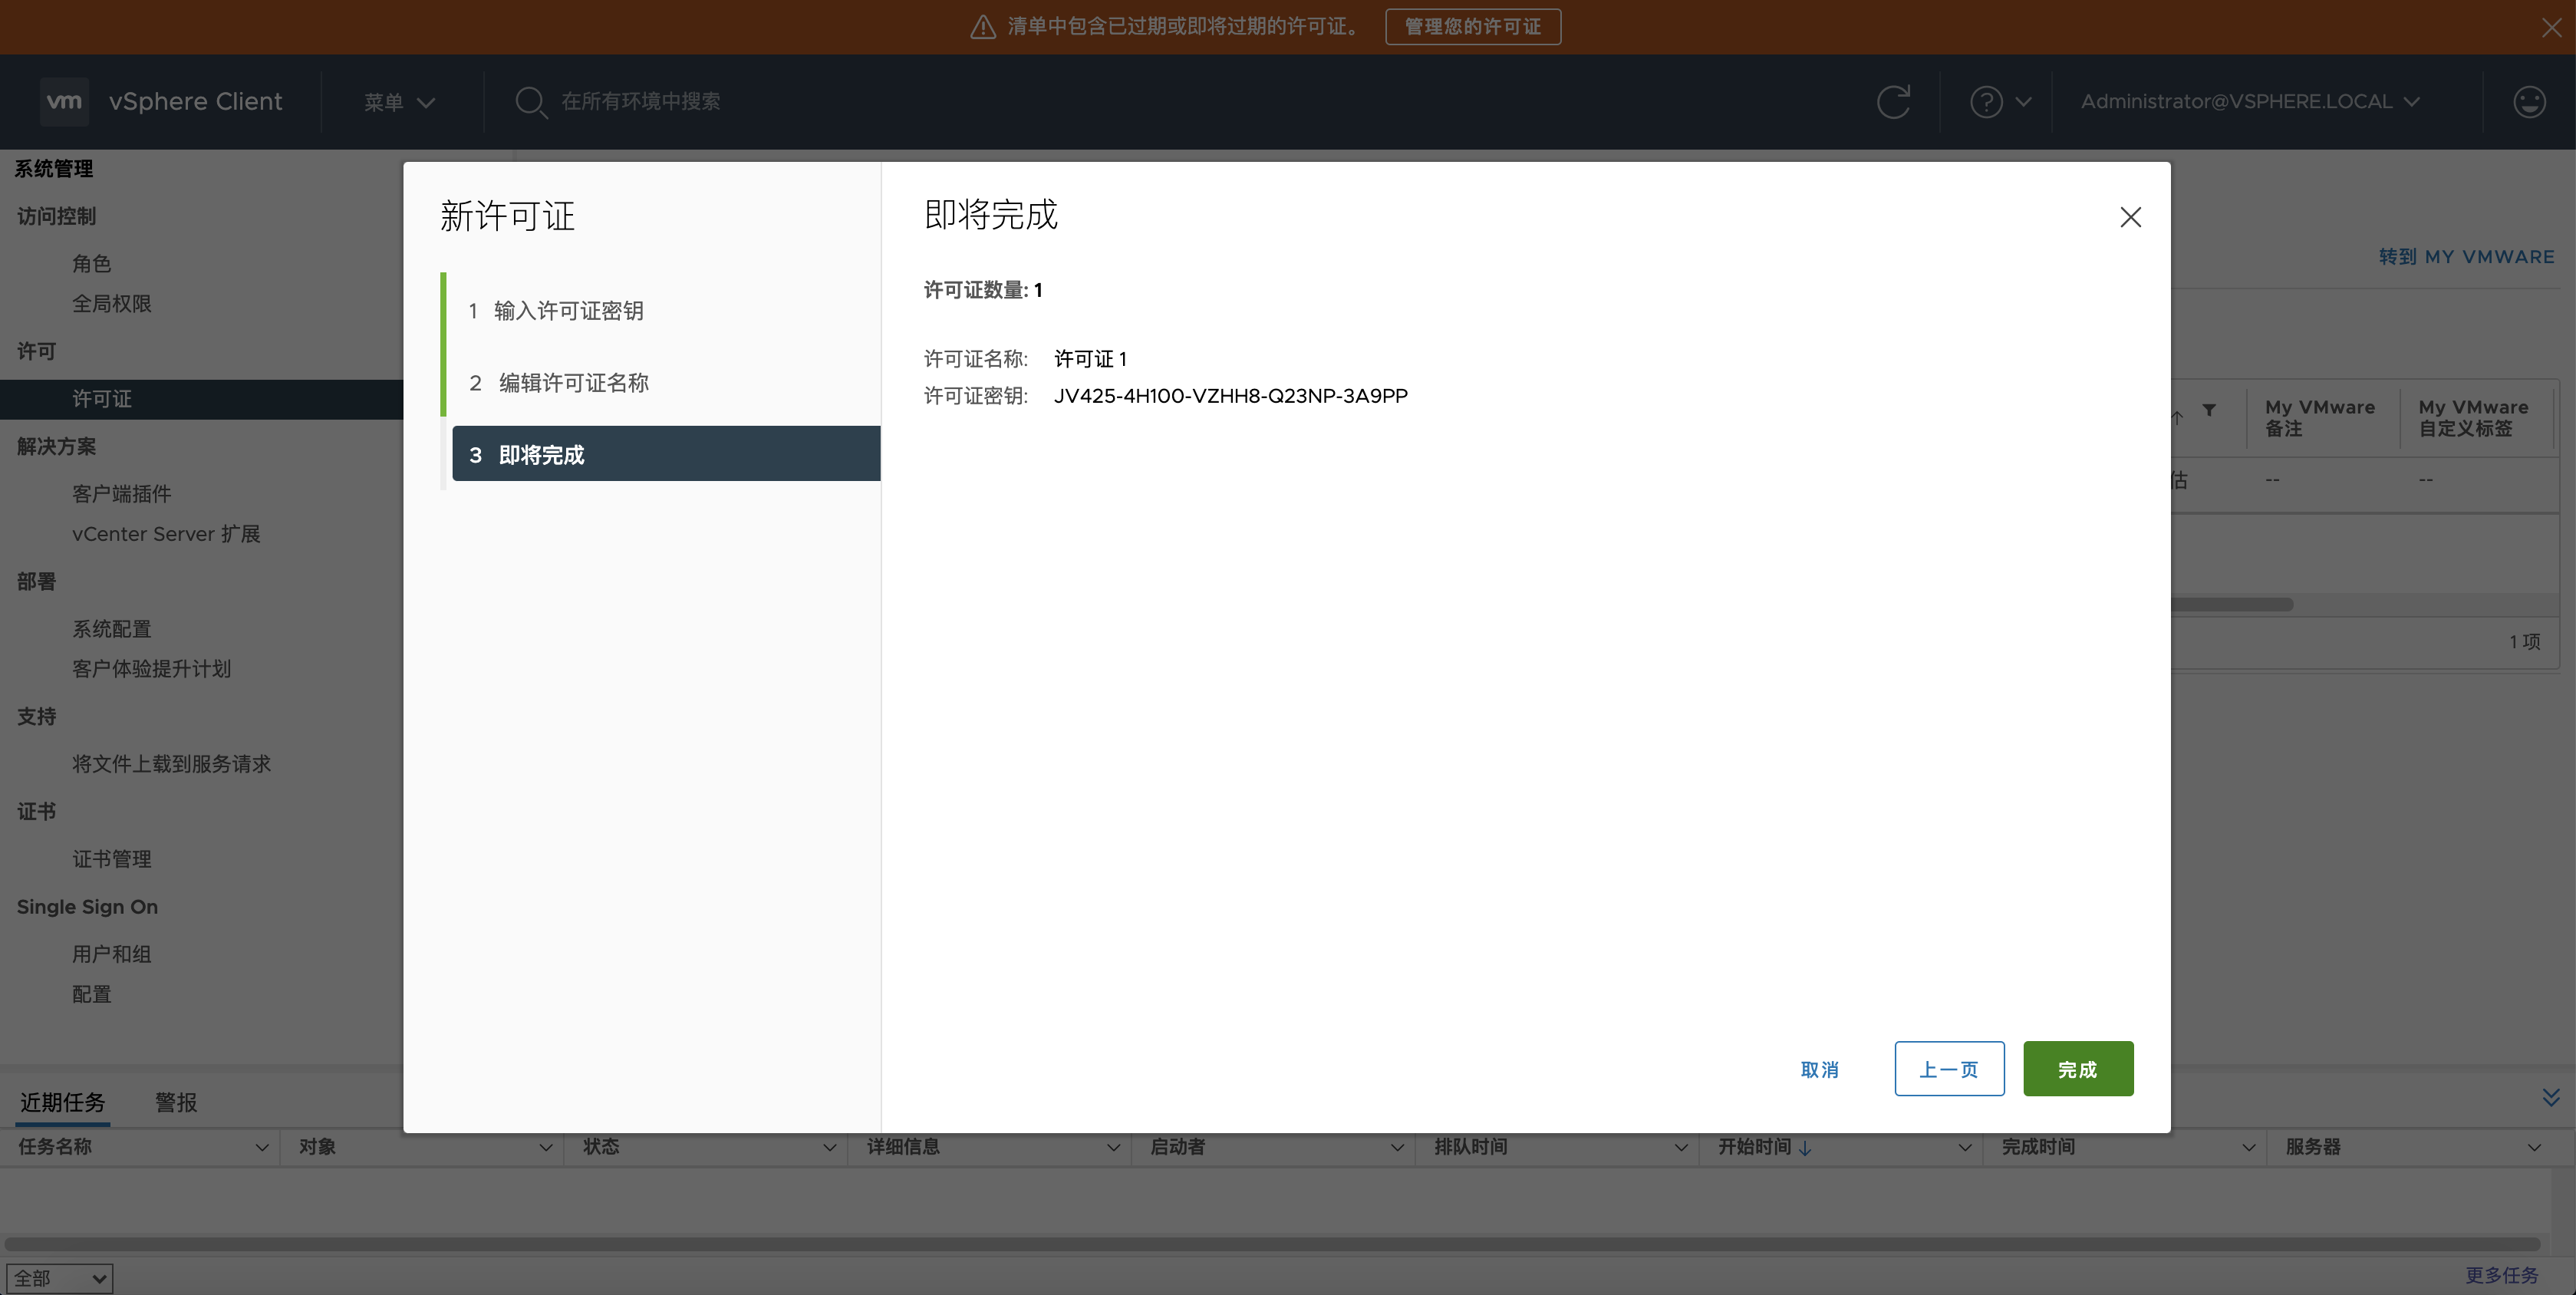 清单中包含已过期或即将过期的许可证。 管理您的许可证
vm vSphere Client 菜单 在所有环境中搜索 Administrator@VSPHERE.LOCAL
系统管理
访问控制
角色
全局权限
许可
许可证
解决方案
客户端插件
vCenter Server 扩展
部署
系统配置
客户体验提升计划
支持
将文件上载到服务请求
证书
证书管理
Single Sign On
用户和组
配置
新许可证
1 输入许可证密钥
2 编辑许可证名称
3 即将完成
即将完成
许可证数量: 1
许可证名称: 许可证 1
许可证密钥: JV425-4H100-VZHH8-Q23NP-3A9PP
取消 上一页 完成
转到 MY VMWARE
My VMware 备注
My VMware 自定义标签
估 -- --
1 项
近期任务 警报
任务名称 对象 状态 详细信息 启动者 排队时间 开始时间 完成时间 服务器
全部 更多任务